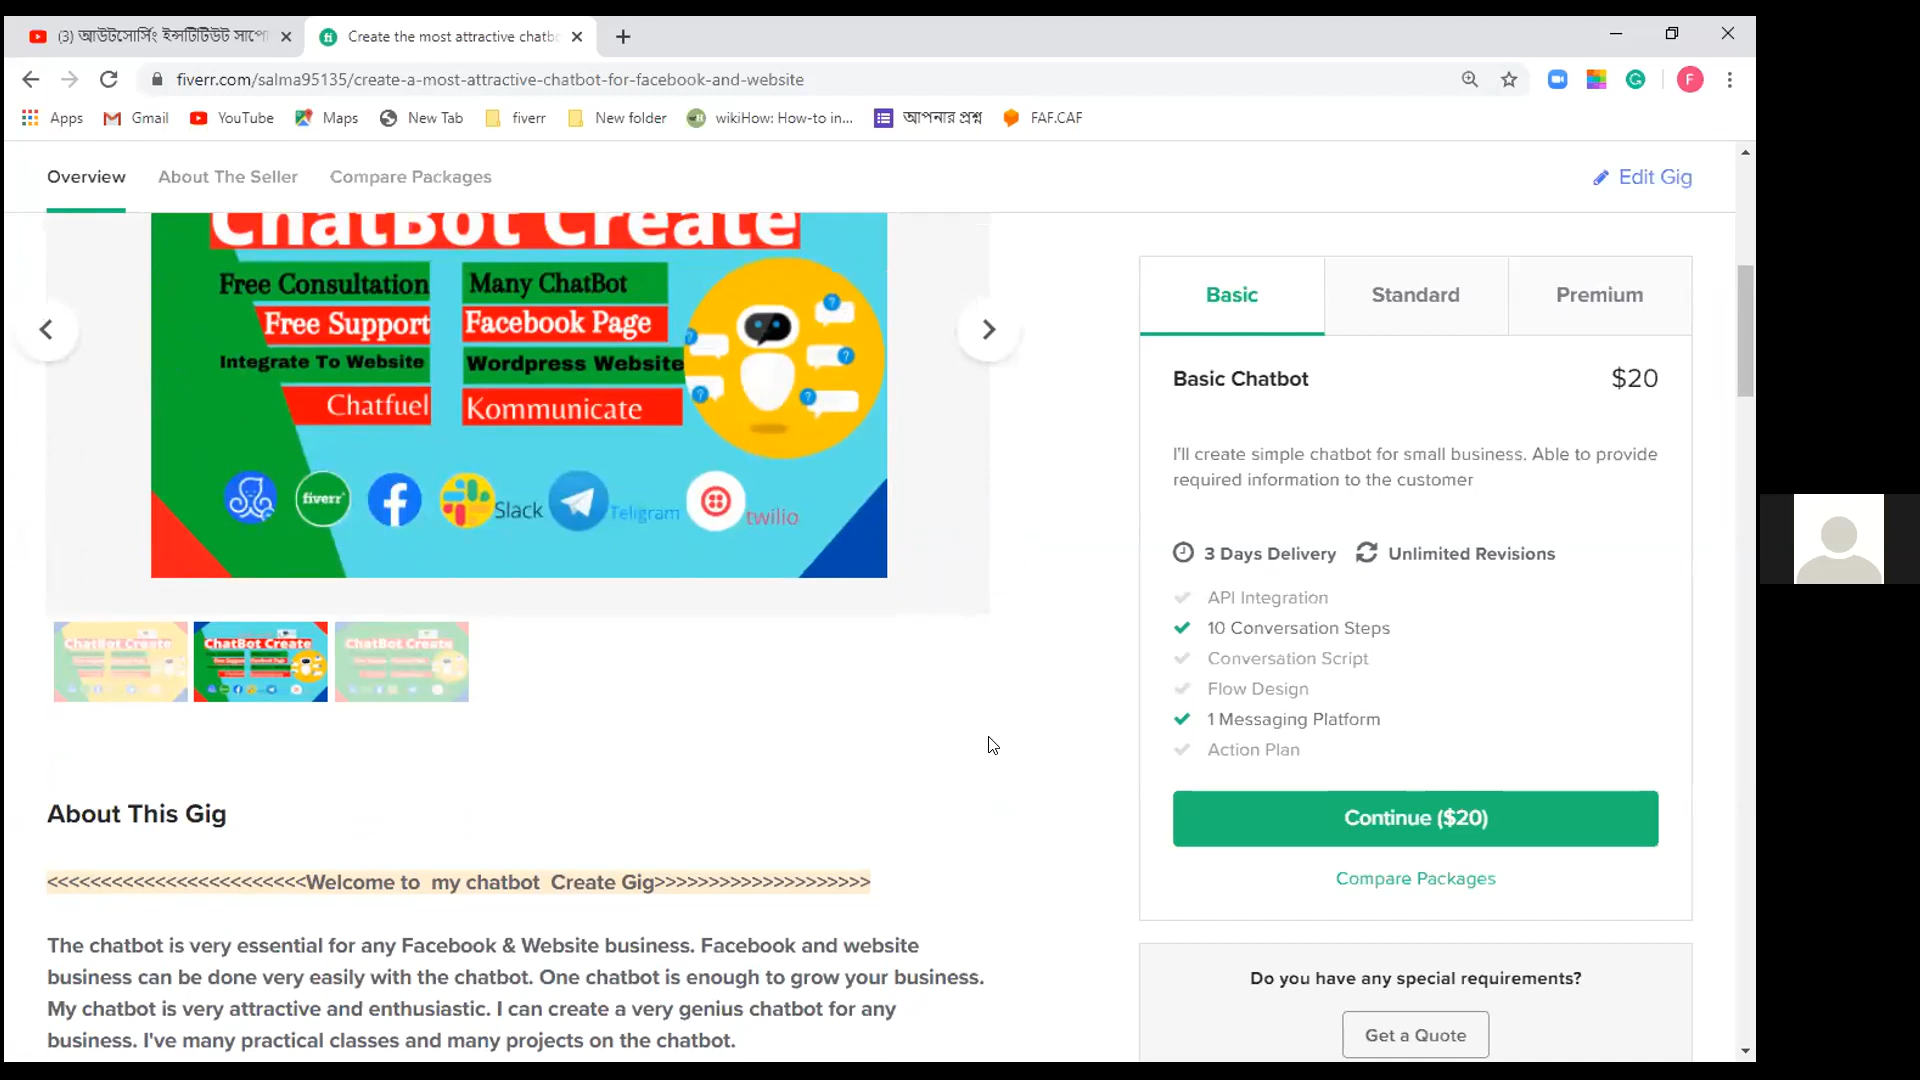 (3) আউটসোর্সিং ইন্সটিটিউট সাপো
Create the most attractive chatb
fiverr.com/salma95135/create-a-most-attractive-chatbot-for-facebook-and-website
F
Apps
Gmail
YouTube
Maps
New Tab
fiverr
New folder
wikiHow: How-to in...
আপনার প্রশ্ন
FAF.CAF
Overview
About The Seller
Compare Packages
Edit Gig
ChatBot Create
Free Consultation
Many ChatBot
Free Support
Facebook Page
Integrate To Website
Wordpress Website
Chatfuel
Kommunicate
fiverr
Slack
Teligram
twilio
ChatBot Create
ChatBot Create
ChatBot Create
Basic
Standard
Premium
Basic Chatbot
$20
I'll create simple chatbot for small business. Able to provide
required information to the customer
3 Days Delivery
Unlimited Revisions
API Integration
10 Conversation Steps
Conversation Script
Flow Design
1 Messaging Platform
Action Plan
Continue ($20)
Compare Packages
Do you have any special requirements?
Get a Quote
About This Gig
<<<<<<<<<<<<<<<<<<<<<<<<Welcome to  my chatbot  Create Gig>>>>>>>>>>>>>>>>>>>>
The chatbot is very essential for any Facebook & Website business. Facebook and website
business can be done very easily with the chatbot. One chatbot is enough to grow your business.
My chatbot is very attractive and enthusiastic. I can create a very genius chatbot for any
business. I've many practical classes and many projects on the chatbot.